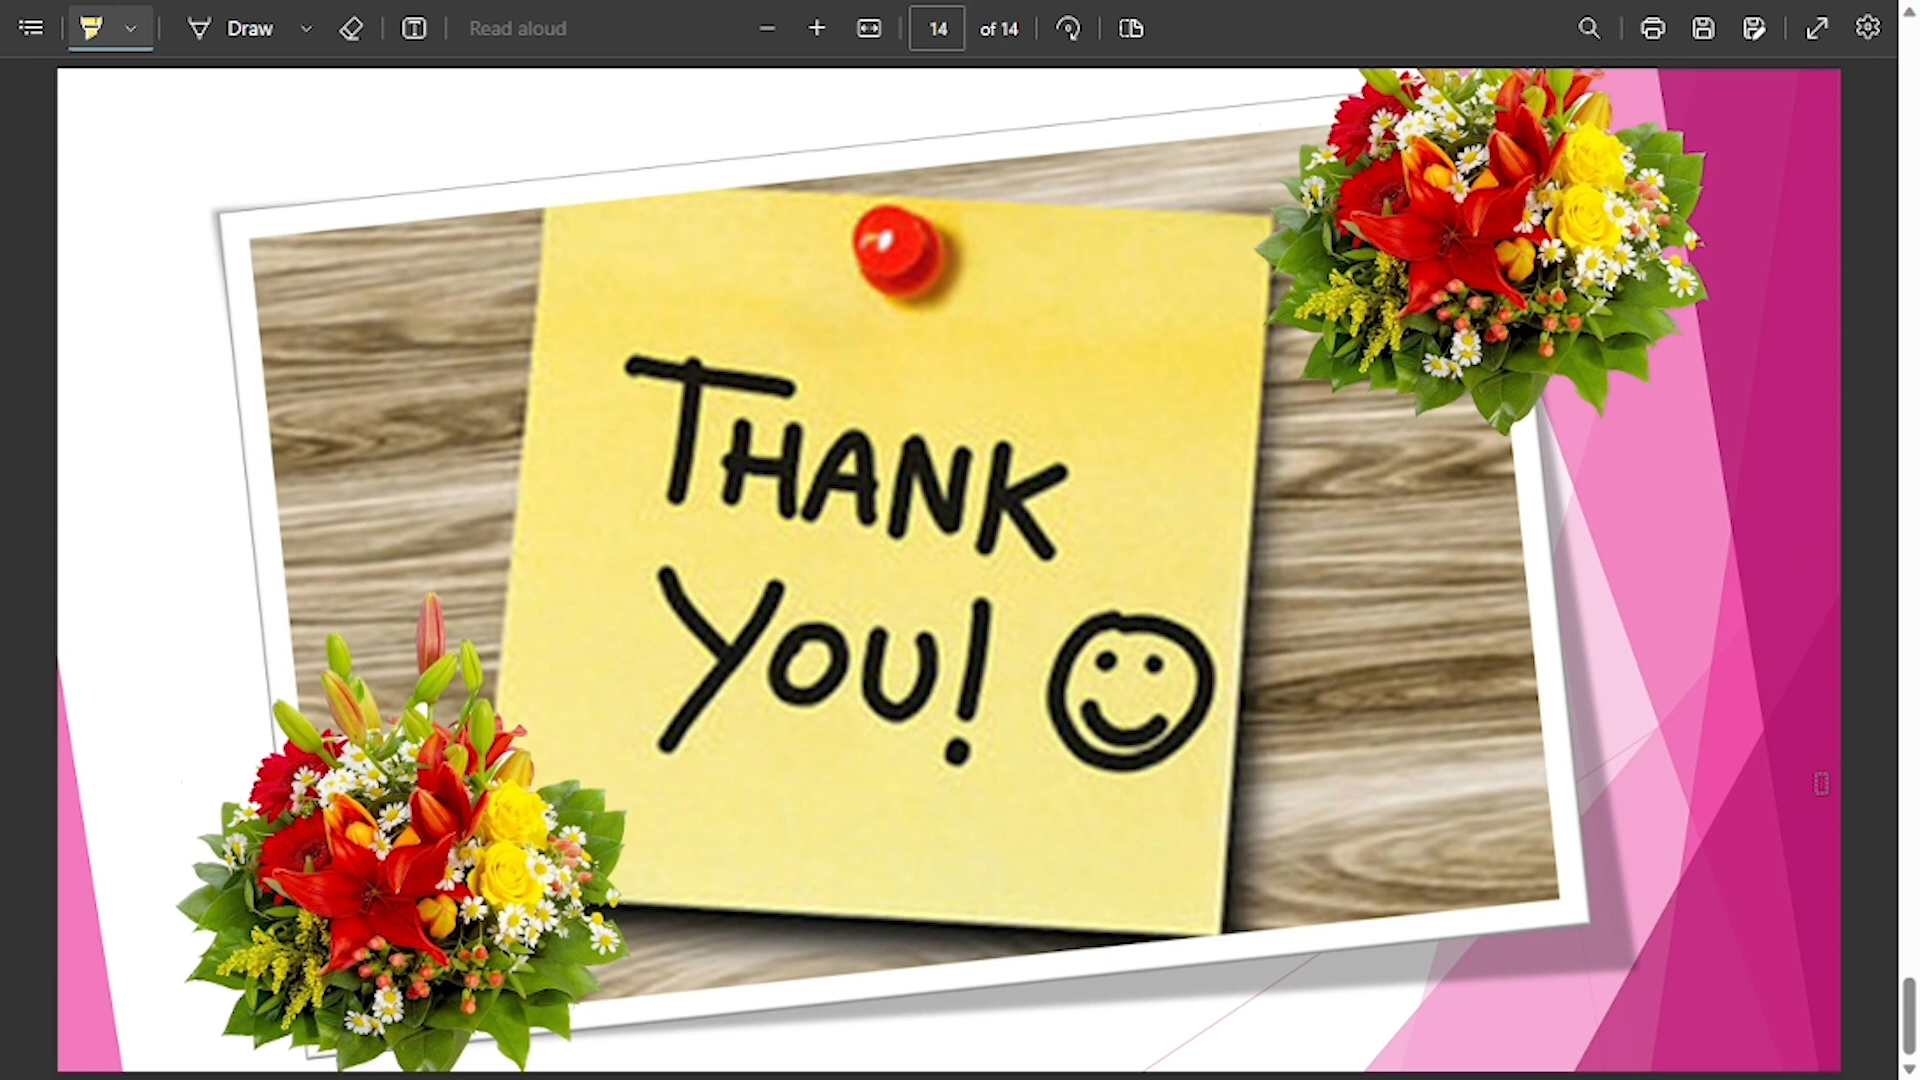 Draw
Read aloud
14 of 14
THANK
YOU!